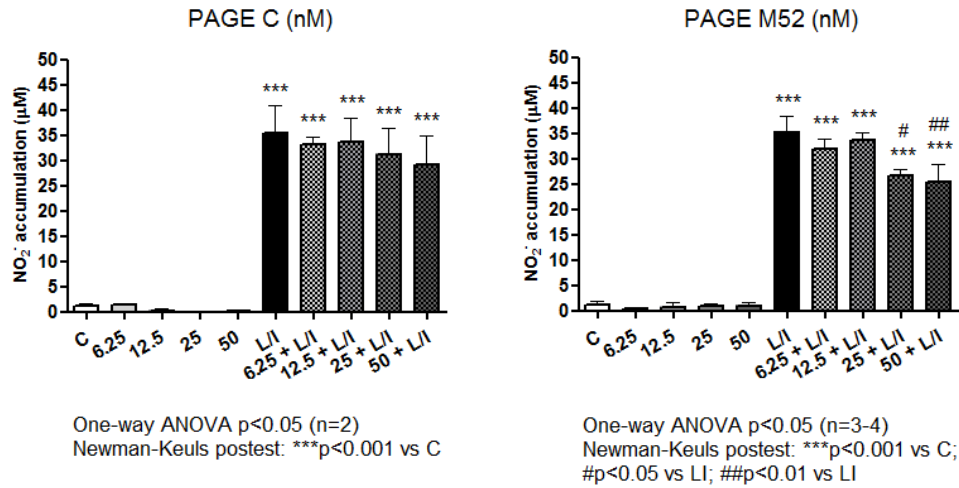 PAGE C (nM)
NO2- accumulation (µM)
50
45
40
35
30
25
20
15
10
5
0
***
***
***
***
***
C
6.25
12.5
25
50
L/I
6.25 + L/I
12.5 + L/I
25 + L/I
50 + L/I
One-way ANOVA p<0.05 (n=2)
Newman-Keuls postest: ***p<0.001 vs C
PAGE M52 (nM)
NO2- accumulation (µM)
50
45
40
35
30
25
20
15
10
5
0
***
***
***
#
***
##
***
C
6.25
12.5
25
50
L/I
6.25 + L/I
12.5 + L/I
25 + L/I
50 + L/I
One-way ANOVA p<0.05 (n=3-4)
Newman-Keuls postest: ***p<0.001 vs C;
#p<0.05 vs LI; ##p<0.01 vs LI